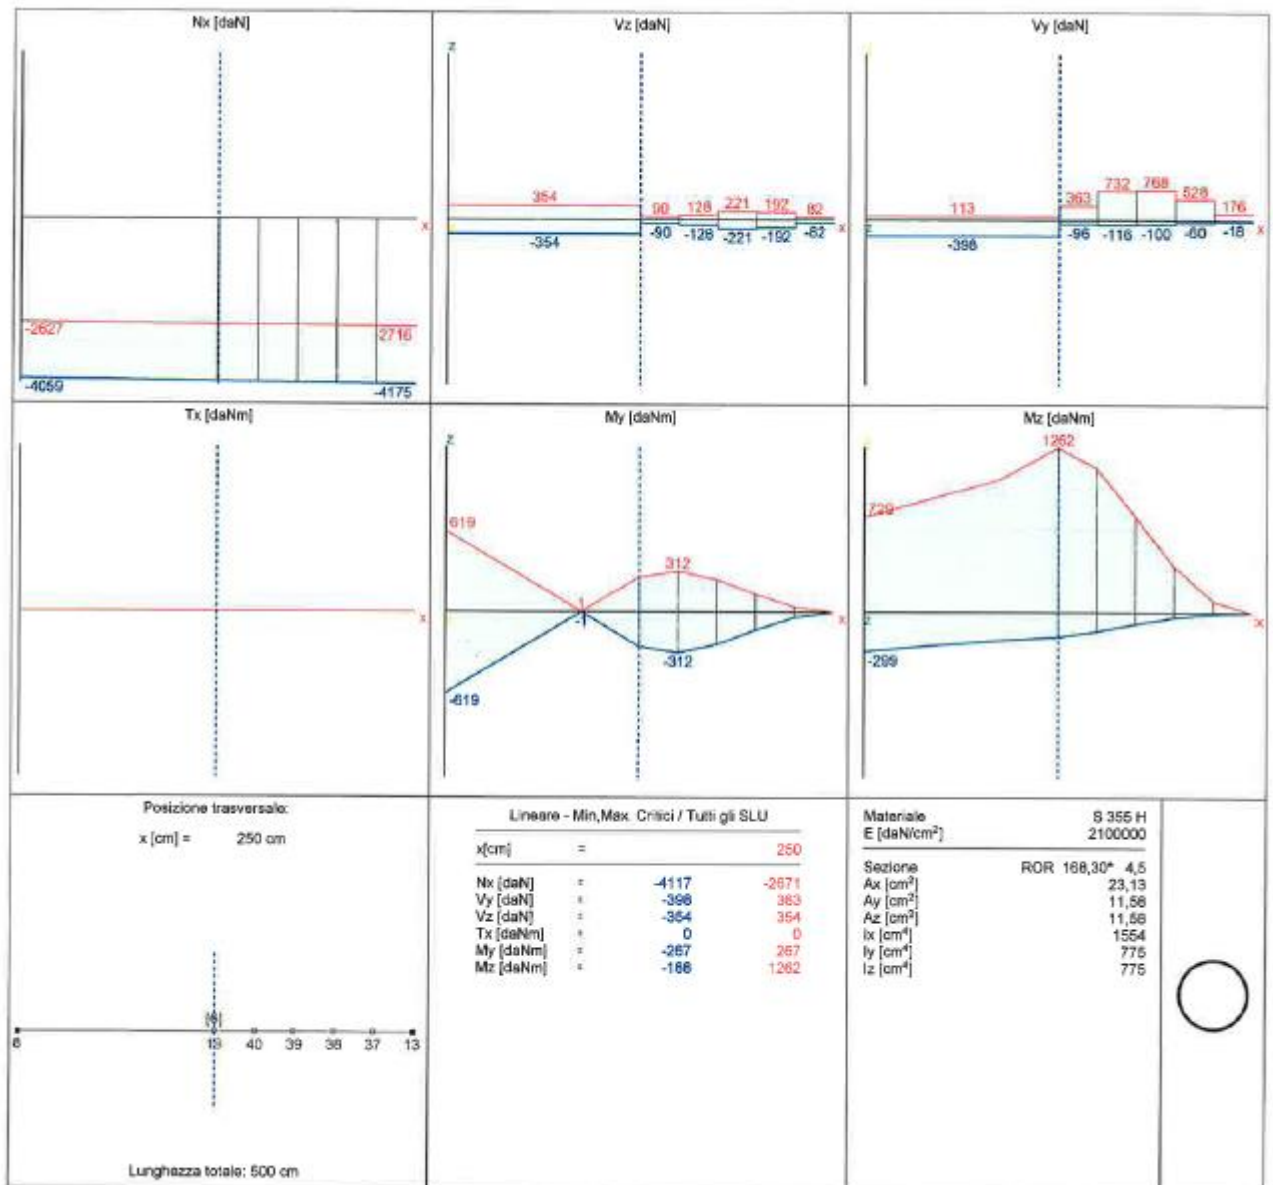 Nx [daN]
x
-2627
2716
-4059
-4175
Vz [daN]
z
354
90 128 221 192 82
x
-354
-90 -128 -221 -192 -62
Vy [daN]
113
363 732 768 528 176
z
x
-398
-96 -116 -100 -60 -18
Tx [daNm]
x
My [daNm]
z
619
1
-1
312
x
-312
-619
Mz [daNm]
1262
729
z
x
-299
Posizione trasversale:
x [cm] = 250 cm
8 40 39 38 37 13
Lunghezza totale: 500 cm
Lineare - Min,Max. Critici / Tutti gli SLU
x[cm] = 250
Nx [daN] = -4117 -2671
Vy [daN] = -398 363
Vz [daN] = -354 354
Tx [daNm] = 0 0
My [daNm] = -267 267
Mz [daNm] = -188 1262
Materiale S 355 H
E [daN/cm²] 2100000
Sezione ROR 168,30* 4,5
Ax [cm²] 23,13
Ay [cm²] 11,56
Az [cm²] 11,56
Ix [cm⁴] 1554
Iy [cm⁴] 775
Iz [cm⁴] 775